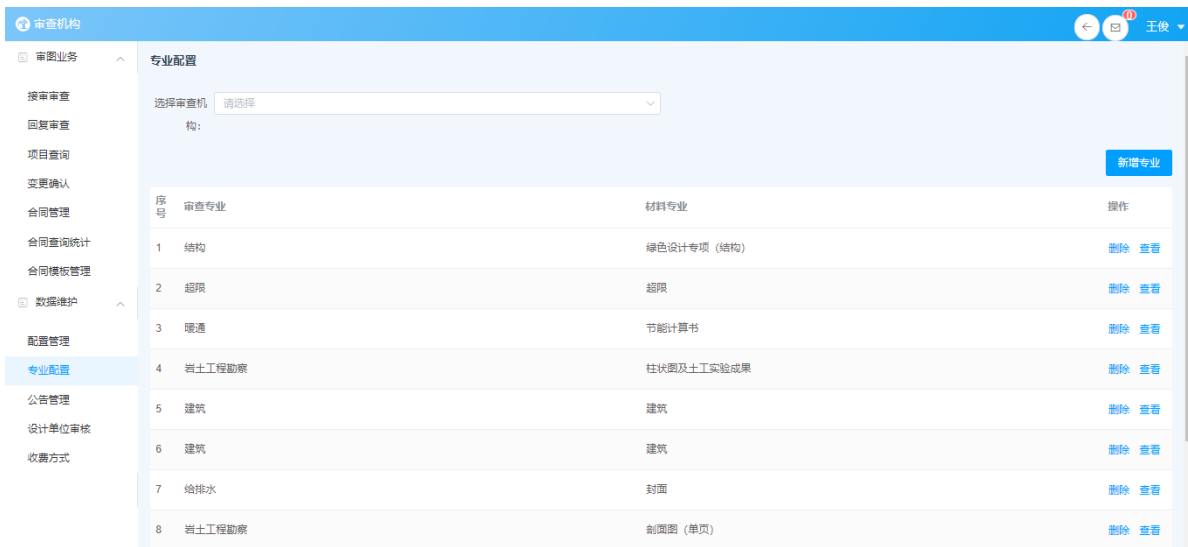 审查机构
0
王俊
审图业务
接审审查
回复审查
项目查询
变更确认
合同管理
合同查询统计
合同模板管理
数据维护
配置管理
专业配置
公告管理
设计单位审核
收费方式
专业配置
选择审查机
构:
请选择
新增专业
序号 审查专业 材料专业 操作
1 结构 绿色设计专项（结构） 删除 查看
2 超限 超限 删除 查看
3 暖通 节能计算书 删除 查看
4 岩土工程勘察 柱状图及土工实验成果 删除 查看
5 建筑 建筑 删除 查看
6 建筑 建筑 删除 查看
7 给排水 封面 删除 查看
8 岩土工程勘察 剖面图（单页） 删除 查看